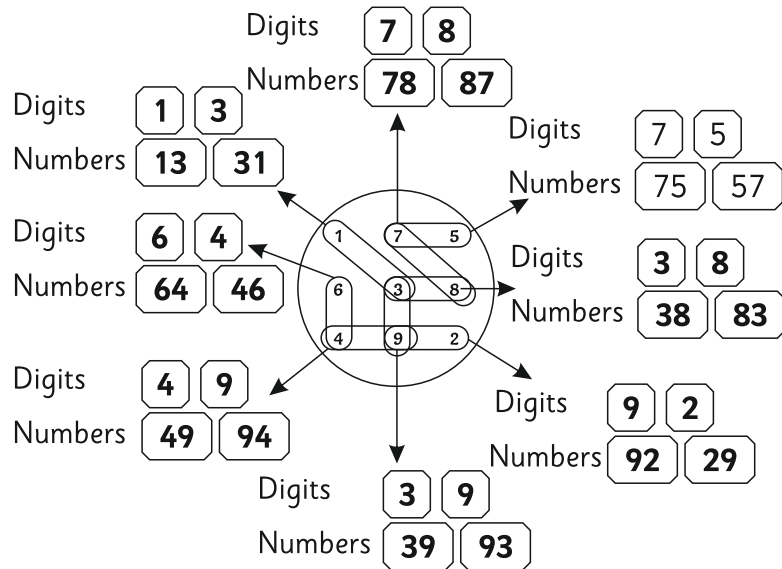 Digits 7 8
Numbers 78 87
Digits 1 3
Numbers 13 31
Digits 7 5
Numbers 75 57
Digits 6 4
Numbers 64 46
1 7 5
6 3 8
4 9 2
Digits 3 8
Numbers 38 83
Digits 4 9
Numbers 49 94
Digits 9 2
Numbers 92 29
Digits 3 9
Numbers 39 93